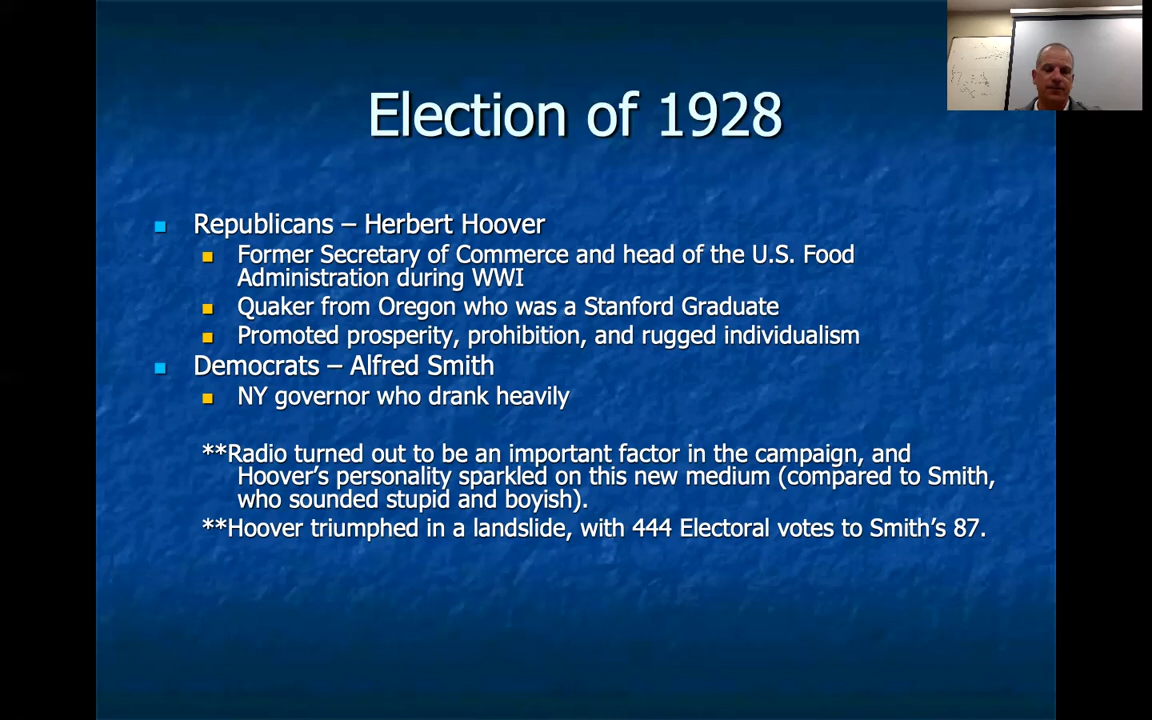 Election of 1928
Republicans – Herbert Hoover
Former Secretary of Commerce and head of the U.S. Food
Administration during WWI
Quaker from Oregon who was a Stanford Graduate
Promoted prosperity, prohibition, and rugged individualism
Democrats – Alfred Smith
NY governor who drank heavily
**Radio turned out to be an important factor in the campaign, and
Hoover's personality sparkled on this new medium (compared to Smith,
who sounded stupid and boyish).
**Hoover triumphed in a landslide, with 444 Electoral votes to Smith's 87.